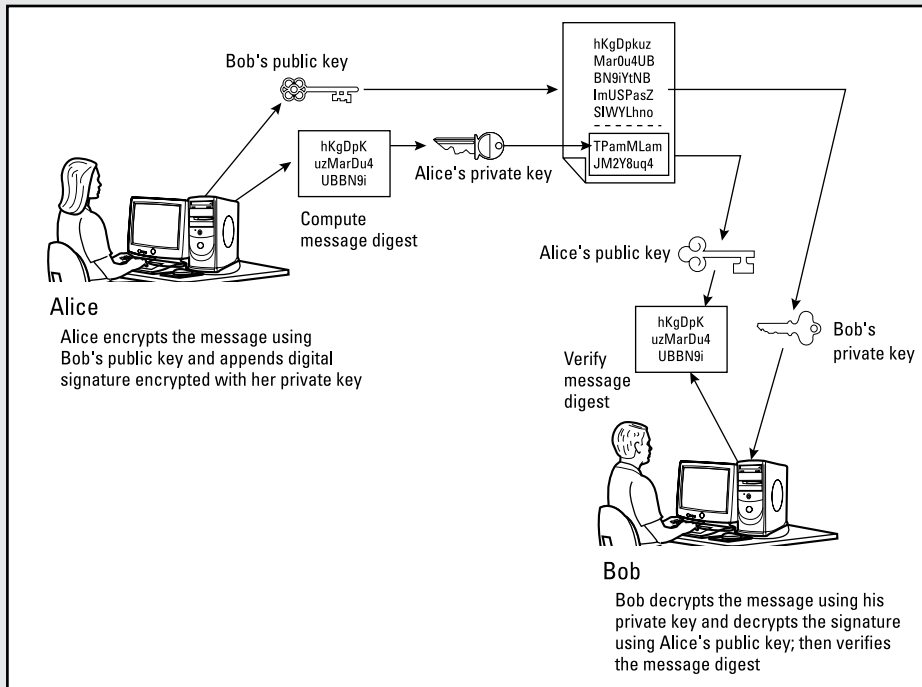 Bob's public key
hKgDpkuz
Mar0u4UB
BN9iYtNB
ImUSPasZ
SIWYLhno
TPamMLam
JM2Y8uq4
hKgDpK
uzMarDu4
UBBN9i
Alice's private key
Compute
message digest
Alice
Alice encrypts the message using
Bob's public key and appends digital
signature encrypted with her private key
Alice's public key
hKgDpK
uzMarDu4
UBBN9i
Verify
message
digest
Bob's
private key
Bob
Bob decrypts the message using his
private key and decrypts the signature
using Alice's public key; then verifies
the message digest